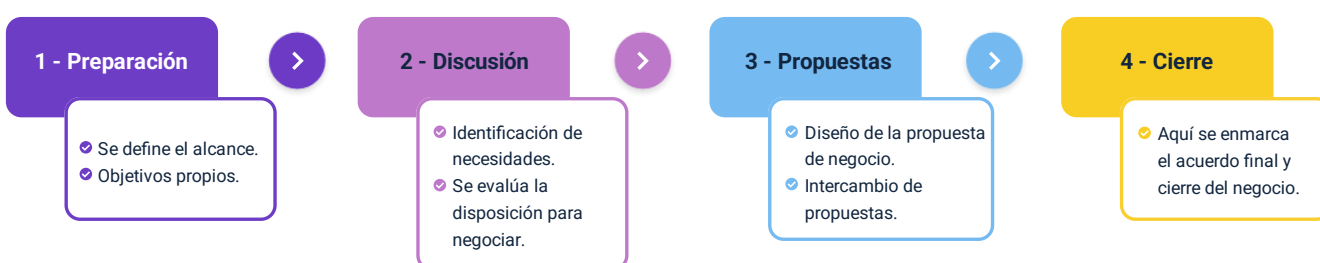 1 - Preparación
Se define el alcance.
Objetivos propios.
2 - Discusión
Identificación de
necesidades.
Se evalúa la
disposición para
negociar.
3 - Propuestas
Diseño de la propuesta
de negocio.
Intercambio de
propuestas.
4 - Cierre
Aquí se enmarca
el acuerdo final y
cierre del negocio.